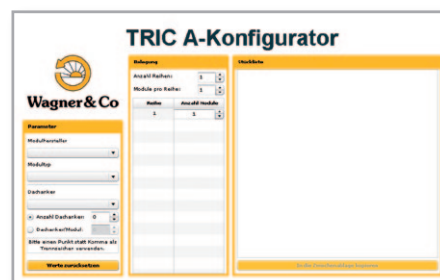 TRIC A-Konfigurator
Wagner & Co
Parameter
Modulhersteller
Modultyp
Dachanker
Anzahl Dachanker: 0
Dachanker/Modul:
Bitte einen Punkt statt Komma als
Trennzeichen verwenden.
Werte zurücksetzen
Belegung
Anzahl Reihen: 1
Module pro Reihe: 1
Reihe Anzahl Module
1 1
Stückliste